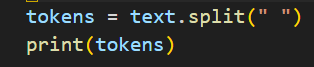 tokens = text.split(" ")
print(tokens)